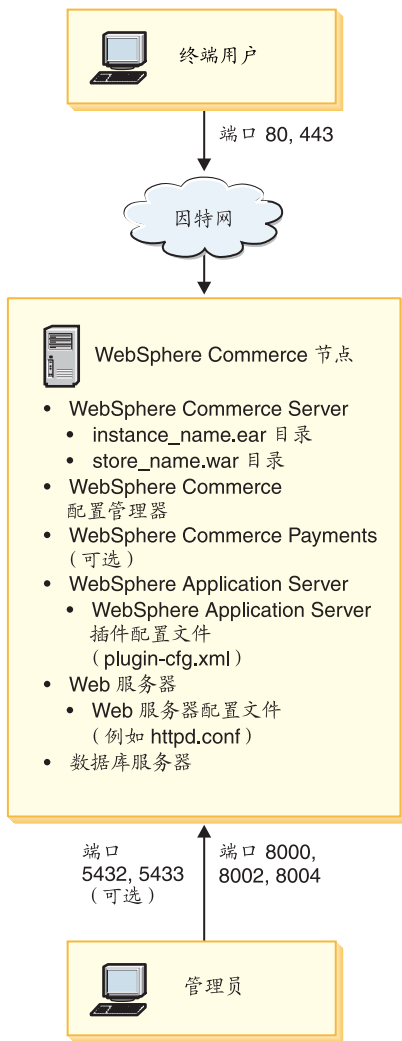 终端用户
端口 80, 443
因特网
WebSphere Commerce 节点
• WebSphere Commerce Server
• instance_name.ear 目录
• store_name.war 目录
• WebSphere Commerce
配置管理器
• WebSphere Commerce Payments
（可选）
• WebSphere Application Server
• WebSphere Application Server
插件配置文件
（plugin-cfg.xml）
• Web 服务器
• Web 服务器配置文件
（例如 httpd.conf）
• 数据库服务器
端口
5432, 5433
（可选）
端口 8000,
8002, 8004
管理员